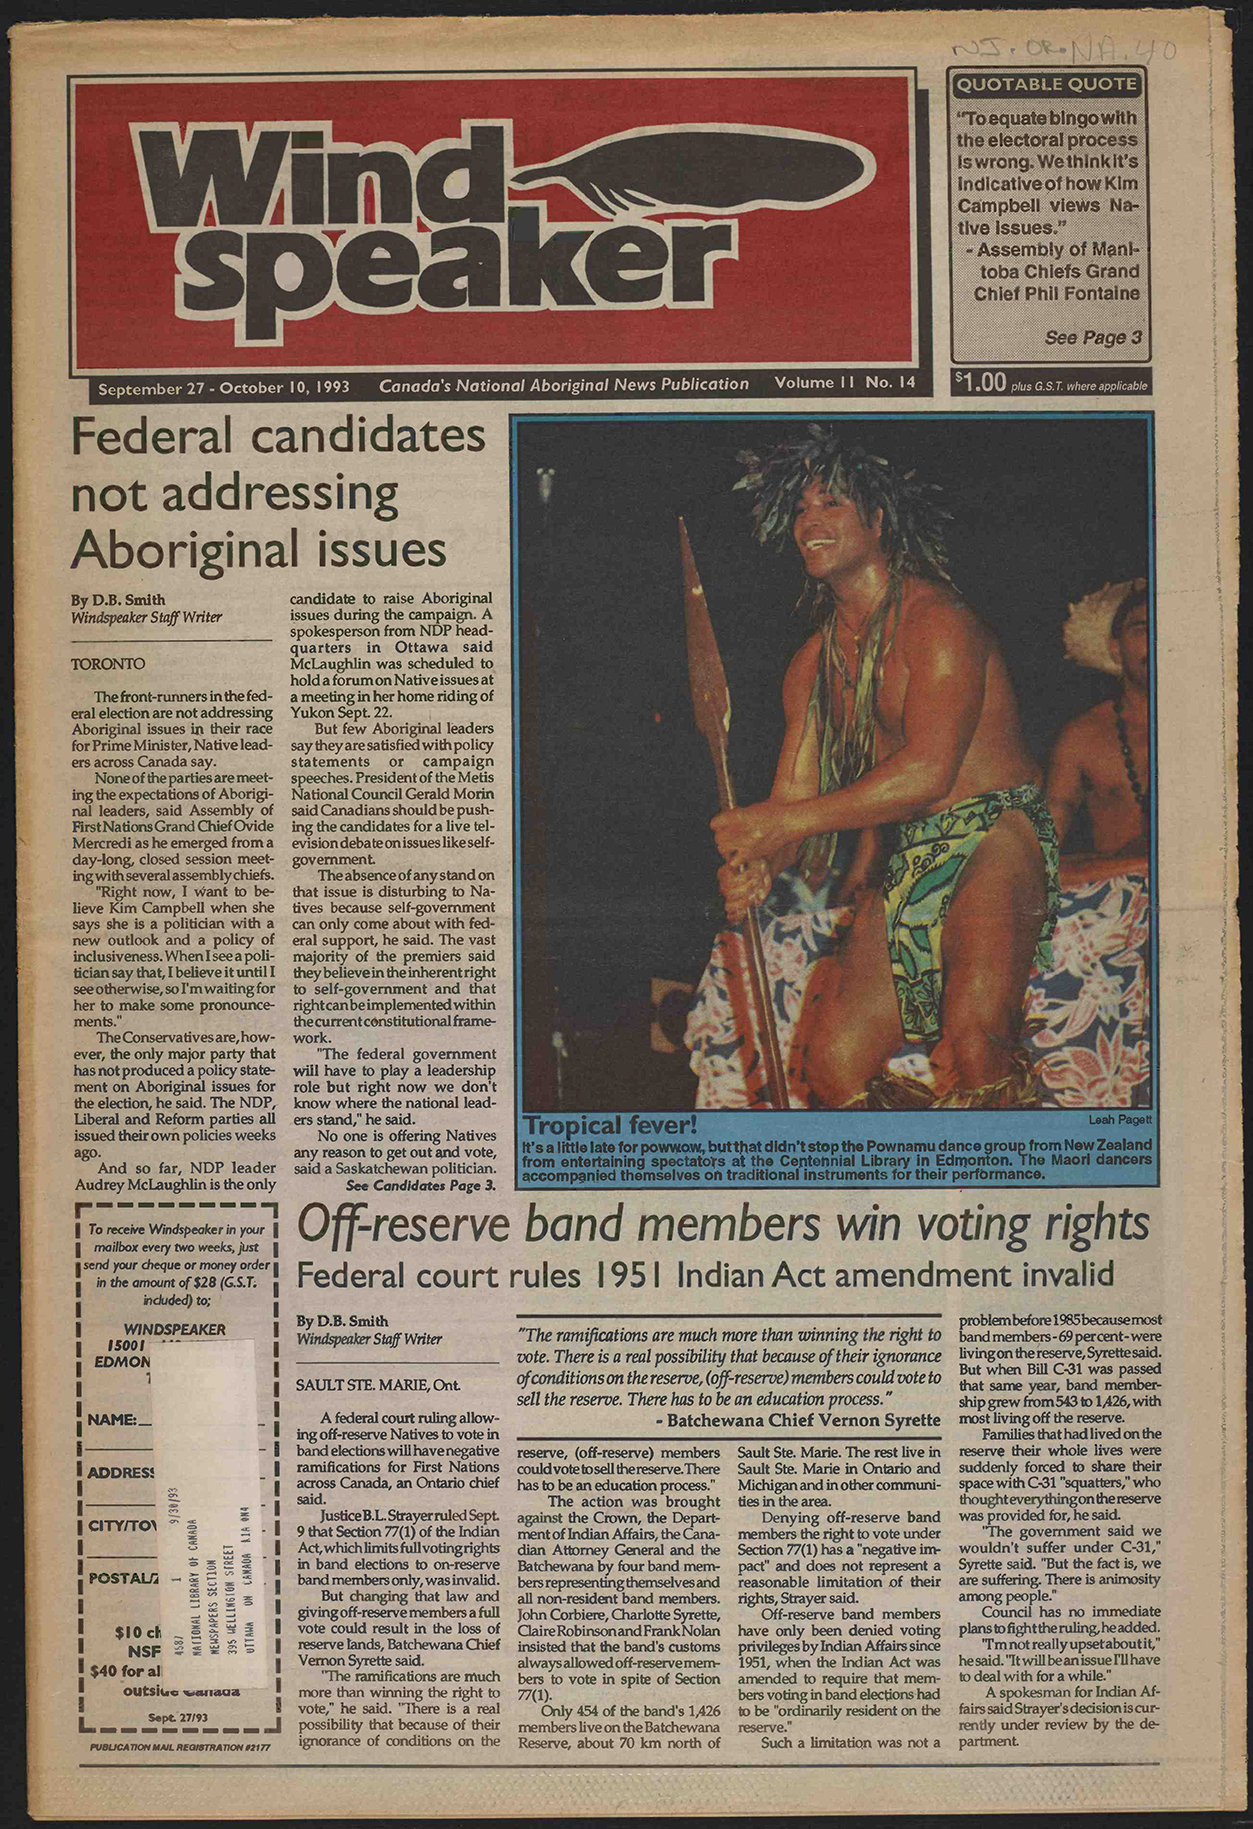 NJ. OR. NA. 40
Wind
speaker
QUOTABLE QUOTE
"To equate bingo with
the electoral process
is wrong. We think it's
indicative of how Kim
Campbell views Na-
tive issues."
- Assembly of Mani-
toba Chiefs Grand
Chief Phil Fontaine
See Page 3
September 27 - October 10, 1993 Canada's National Aboriginal News Publication Volume 11 No. 14
$1.00 plus G.S.T. where applicable
Federal candidates
not addressing
Aboriginal issues
By D.B. Smith
Windspeaker Staff Writer
TORONTO
The front-runners in the fed-
eral election are not addressing
Aboriginal issues in their race
for Prime Minister, Native lead-
ers across Canada say.
None of the parties are meet-
ing the expectations of Aborigi-
nal leaders, said Assembly of
First Nations Grand Chief Ovide
Mercredi as he emerged from a
day-long, closed session meet-
ing with several assembly chiefs.
"Right now, I want to be-
lieve Kim Campbell when she
says she is a politician with a
new outlook and a policy of
inclusiveness. When I see a poli-
tician say that, I believe it until I
see otherwise, so I'm waiting for
her to make some pronounce-
ments."
The Conservatives are, how-
ever, the only major party that
has not produced a policy state-
ment on Aboriginal issues for
the election, he said. The NDP,
Liberal and Reform parties all
issued their own policies weeks
ago.
And so far, NDP leader
Audrey McLaughlin is the only
candidate to raise Aboriginal
issues during the campaign. A
spokesperson from NDP head-
quarters in Ottawa said
McLaughlin was scheduled to
hold a forum on Native issues at
a meeting in her home riding of
Yukon Sept. 22.
But few Aboriginal leaders
say they are satisfied with policy
statements or campaign
speeches. President of the Metis
National Council Gerald Morin
said Canadians should be push-
ing the candidates for a live tel-
evision debate on issues like self-
government.
The absence of any stand on
that issue is disturbing to Na-
tives because self-government
can only come about with fed-
eral support, he said. The vast
majority of the premiers said
they believe in the inherent right
to self-government and that
right can be implemented within
the current constitutional frame-
work.
"The federal government
will have to play a leadership
role but right now we don't
know where the national lead-
ers stand," he said.
No one is offering Natives
any reason to get out and vote,
said a Saskatchewan politician.
See Candidates Page 3.
Tropical fever!
Leah Pagett
It's a little late for powwow, but that didn't stop the Pownamu dance group from New Zealand
from entertaining spectators at the Centennial Library in Edmonton. The Maori dancers
accompanied themselves on traditional instruments for their performance.
To receive Windspeaker in your
mailbox every two weeks, just
send your cheque or money order
in the amount of $28 (G.S.T.
included) to;
WINDSPEAKER
15001
EDMON
NAME:
ADDRESS
CITY/TOW
POSTAL/Z
$10 ch
NSF
$40 for al
outside Canada
Sept. 27/93
4587 1 9/30/93
NATIONAL LIBRARY OF CANADA
NEWSPAPERS SECTION
395 WELLINGTON STREET
OTTAWA ON CANADA K1A 0N4
PUBLICATION MAIL REGISTRATION #2177
Off-reserve band members win voting rights
Federal court rules 1951 Indian Act amendment invalid
By D.B. Smith
Windspeaker Staff Writer
SAULT STE. MARIE, Ont.
A federal court ruling allow-
ing off-reserve Natives to vote in
band elections will have negative
ramifications for First Nations
across Canada, an Ontario chief
said.
Justice B.L. Strayer ruled Sept.
9 that Section 77(1) of the Indian
Act, which limits full voting rights
in band elections to on-reserve
band members only, was invalid.
But changing that law and
giving off-reserve members a full
vote could result in the loss of
reserve lands, Batchewana Chief
Vernon Syrette said.
"The ramifications are much
more than winning the right to
vote," he said. "There is a real
possibility that because of their
ignorance of conditions on the
"The ramifications are much more than winning the right to
vote. There is a real possibility that because of their ignorance
of conditions on the reserve, (off-reserve) members could vote to
sell the reserve. There has to be an education process."
- Batchewana Chief Vernon Syrette
reserve, (off-reserve) members
could vote to sell the reserve. There
has to be an education process."
The action was brought
against the Crown, the Depart-
ment of Indian Affairs, the Cana-
dian Attorney General and the
Batchewana by four band mem-
bers representing themselves and
all non-resident band members.
John Corbiere, Charlotte Syrette,
Claire Robinson and Frank Nolan
insisted that the band's customs
always allowed off-reserve mem-
bers to vote in spite of Section
77(1).
Only 454 of the band's 1,426
members live on the Batchewana
Reserve, about 70 km north of
Sault Ste. Marie. The rest live in
Sault Ste. Marie in Ontario and
Michigan and in other communi-
ties in the area.
Denying off-reserve band
members the right to vote under
Section 77(1) has a "negative im-
pact" and does not represent a
reasonable limitation of their
rights, Strayer said.
Off-reserve band members
have only been denied voting
privileges by Indian Affairs since
1951, when the Indian Act was
amended to require that mem-
bers voting in band elections had
to be "ordinarily resident on the
reserve."
Such a limitation was not a
problem before 1985 because most
band members - 69 per cent - were
living on the reserve, Syrette said.
But when Bill C-31 was passed
that same year, band member-
ship grew from 543 to 1,426, with
most living off the reserve.
Families that had lived on the
reserve their whole lives were
suddenly forced to share their
space with C-31 "squatters," who
thought everything on the reserve
was provided for, he said.
"The government said we
wouldn't suffer under C-31,"
Syrette said. "But the fact is, we
are suffering. There is animosity
among people."
Council has no immediate
plans to fight the ruling, he added.
"I'm not really upset about it,"
he said. "It will be an issue I'll have
to deal with for a while."
A spokesman for Indian Af-
fairs said Strayer's decision is cur-
rently under review by the de-
partment.